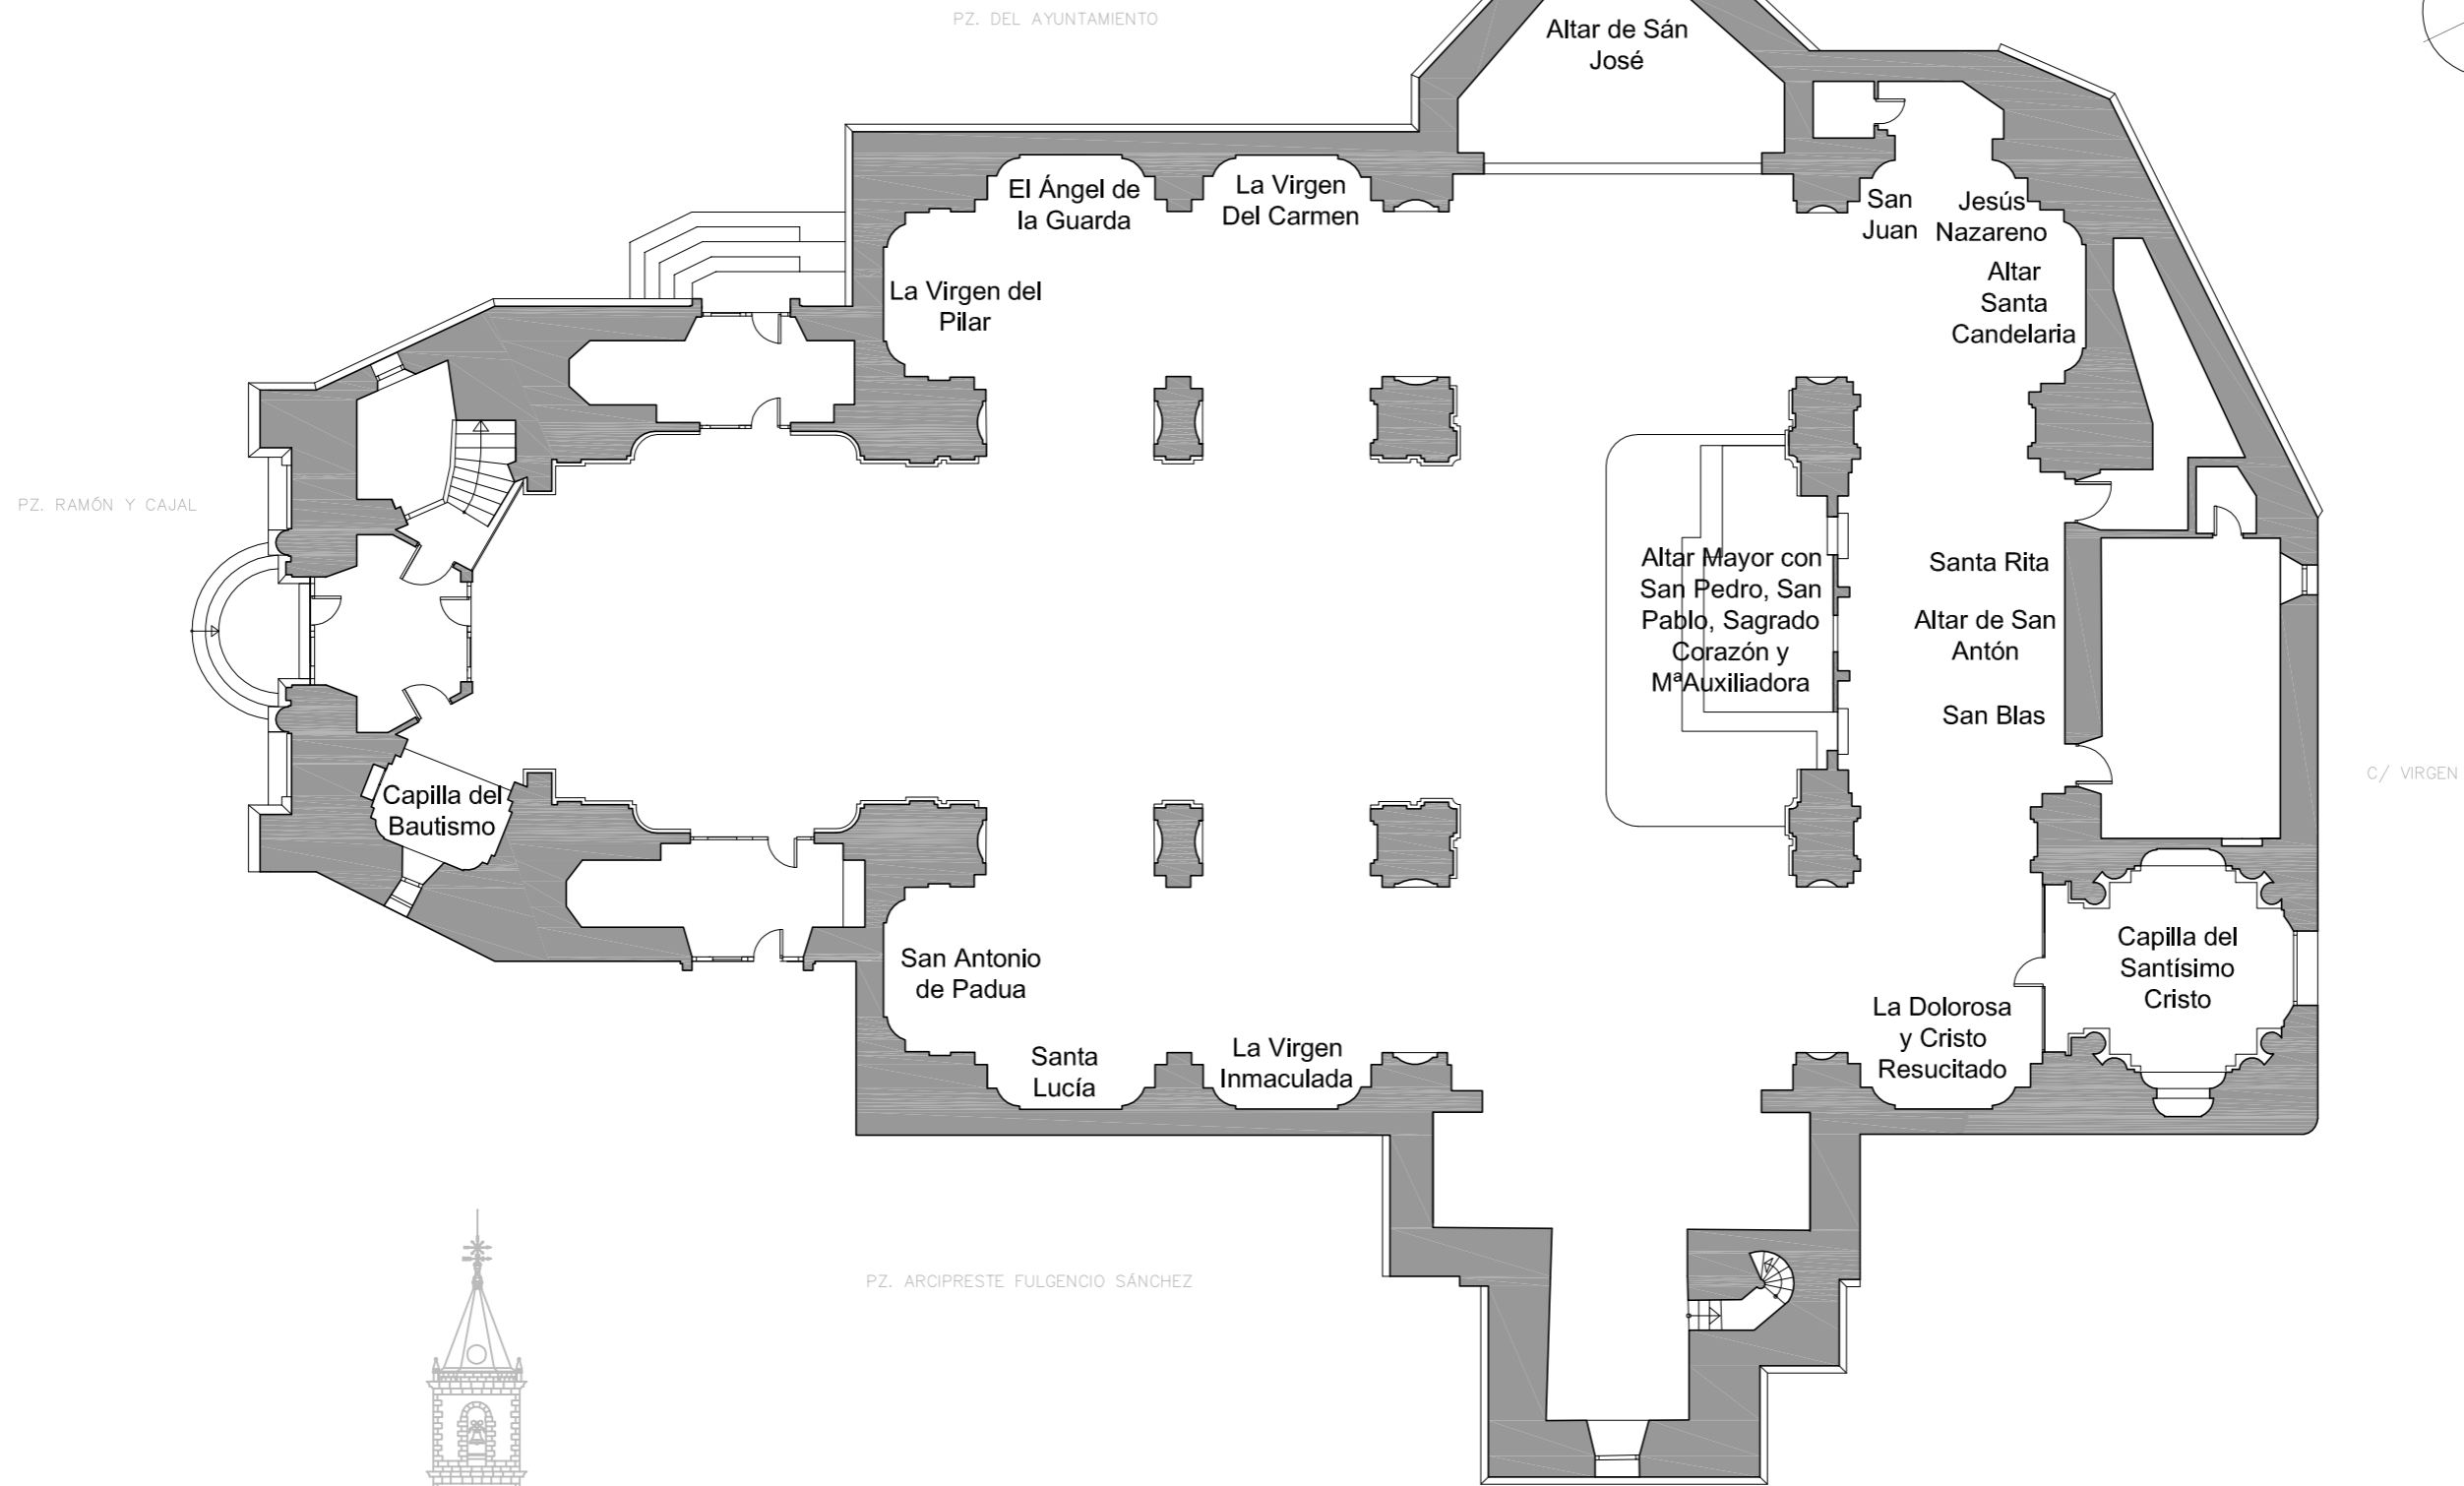 PZ. DEL AYUNTAMIENTO
Altar de Sán
José
El Ángel de
la Guarda
La Virgen
Del Carmen
San
Juan
Jesús
Nazareno
Altar
Santa
Candelaria
La Virgen del
Pilar
PZ. RAMÓN Y CAJAL
Altar Mayor con
San Pedro, San
Pablo, Sagrado
Corazón y
MªAuxiliadora
Santa Rita
Altar de San
Antón
San Blas
C/ VIRGEN
Capilla del
Bautismo
San Antonio
de Padua
Santa
Lucía
La Virgen
Inmaculada
La Dolorosa
y Cristo
Resucitado
Capilla del
Santísimo
Cristo
PZ. ARCIPRESTE FULGENCIO SÁNCHEZ